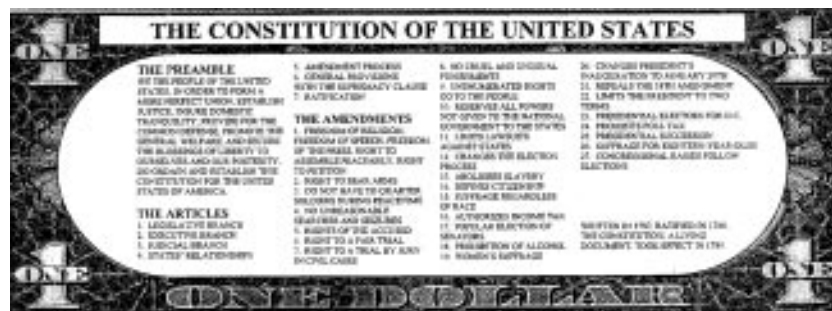 THE CONSTITUTION OF THE UNITED STATES
ONE
ONE
THE PREAMBLE
WE THE PEOPLE OF THE UNITED
STATES, IN ORDER TO FORM A
MORE PERFECT UNION, ESTABLISH
JUSTICE, INSURE DOMESTIC
TRANQUILITY, PROVIDE FOR THE
COMMON DEFENSE, PROMOTE THE
GENERAL WELFARE, AND SECURE
THE BLESSINGS OF LIBERTY TO
OURSELVES AND OUR POSTERITY,
DO ORDAIN AND ESTABLISH THIS
CONSTITUTION FOR THE UNITED
STATES OF AMERICA.
THE ARTICLES
1. LEGISLATIVE BRANCH
2. EXECUTIVE BRANCH
3. JUDICIAL BRANCH
4. STATES' RELATIONSHIPS
5. AMENDMENT PROCESS
6. GENERAL PROVISIONS
WITH THE SUPREMACY CLAUSE
7. RATIFICATION
THE AMENDMENTS
1. FREEDOM OF RELIGION,
FREEDOM OF SPEECH, FREEDOM
OF THE PRESS, RIGHT TO
ASSEMBLE PEACEABLY, RIGHT
TO PETITION
2. RIGHT TO BEAR ARMS
3. DO NOT HAVE TO QUARTER
SOLDIERS DURING PEACETIME
4. NO UNREASONABLE
SEARCHES AND SEIZURES
5. RIGHTS OF THE ACCUSED
6. RIGHT TO A FAIR TRIAL
7. RIGHT TO A TRIAL BY JURY
IN CIVIL CASES
8. NO CRUEL AND UNUSUAL
PUNISHMENTS
9. UNENUMERATED RIGHTS
GO TO THE PEOPLE
10. RESERVES ALL POWERS
NOT GIVEN TO THE NATIONAL
GOVERNMENT TO THE STATES
11. LIMITS LAWSUITS
AGAINST STATES
12. CHANGES THE ELECTION
PROCESS
13. ABOLISHES SLAVERY
14. DEFINES CITIZENSHIP
15. SUFFRAGE REGARDLESS
OF RACE
16. AUTHORIZES INCOME TAX
17. POPULAR ELECTION OF
SENATORS
18. PROHIBITION OF ALCOHOL
19. WOMEN'S SUFFRAGE
20. CHANGES PRESIDENT'S
INAUGURATION TO JANUARY 20TH
21. REPEALS THE 18TH AMENDMENT
22. LIMITS THE PRESIDENT TO TWO
TERMS
23. PRESIDENTIAL ELECTORS FOR D.C.
24. PROHIBITS POLL TAX
25. PRESIDENTIAL SUCCESSION
26. SUFFRAGE FOR EIGHTEEN YEAR OLDS
27. CONGRESSIONAL RAISES FOLLOW
ELECTIONS
WRITTEN IN 1787, RATIFIED IN 1788.
THE CONSTITUTION, A LIVING
DOCUMENT, TOOK EFFECT IN 1789.
ONE
ONE
ONE DOLLAR